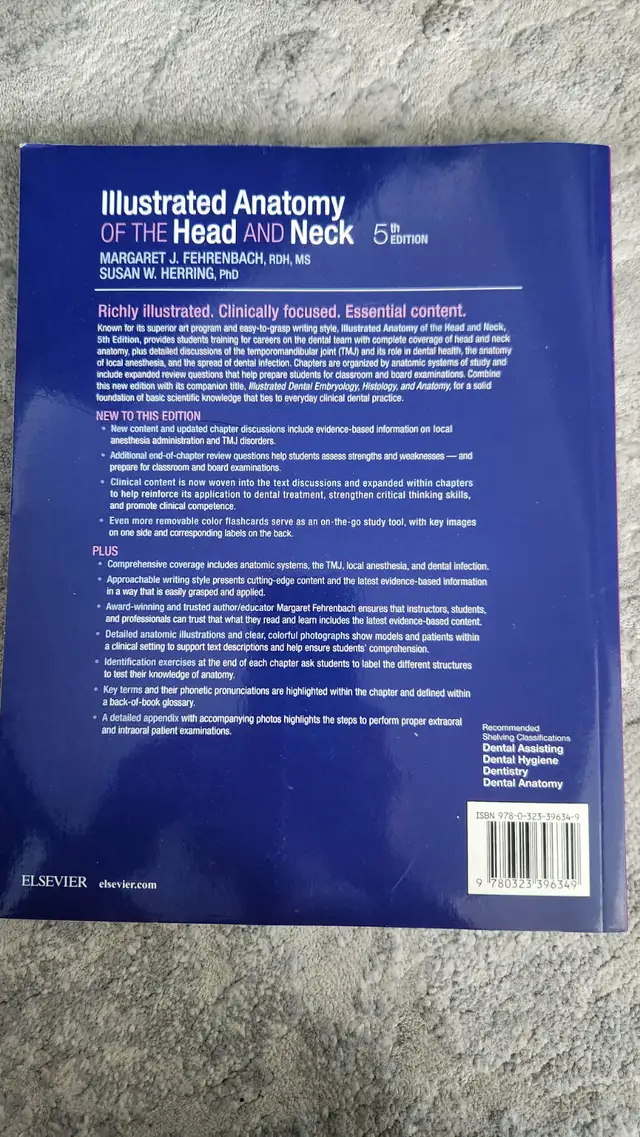 Illustrated Anatomy
OF THE Head AND Neck 5th EDITION
MARGARET J. FEHRENBACH, RDH, MS
SUSAN W. HERRING, PhD
Richly illustrated. Clinically focused. Essential content.
Known for its superior art program and easy-to-grasp writing style, Illustrated Anatomy of the Head and Neck,
5th Edition, provides students training for careers on the dental team with complete coverage of head and neck
anatomy, plus detailed discussions of the temporomandibular joint (TMJ) and its role in dental health, the anatomy
of local anesthesia, and the spread of dental infection. Chapters are organized by anatomic systems of study and
include expanded review questions that help prepare students for classroom and board examinations. Combine
this new edition with its companion title, Illustrated Dental Embryology, Histology, and Anatomy, for a solid
foundation of basic scientific knowledge that ties to everyday clinical dental practice.
NEW TO THIS EDITION
• New content and updated chapter discussions include evidence-based information on local
anesthesia administration and TMJ disorders.
• Additional end-of-chapter review questions help students assess strengths and weaknesses — and
prepare for classroom and board examinations.
• Clinical content is now woven into the text discussions and expanded within chapters
to help reinforce its application to dental treatment, strengthen critical thinking skills,
and promote clinical competence.
• Even more removable color flashcards serve as an on-the-go study tool, with key images
on one side and corresponding labels on the back.
PLUS
• Comprehensive coverage includes anatomic systems, the TMJ, local anesthesia, and dental infection.
• Approachable writing style presents cutting-edge content and the latest evidence-based information
in a way that is easily grasped and applied.
• Award-winning and trusted author/educator Margaret Fehrenbach ensures that instructors, students,
and professionals can trust that what they read and learn includes the latest evidence-based content.
• Detailed anatomic illustrations and clear, colorful photographs show models and patients within
a clinical setting to support text descriptions and help ensure students' comprehension.
• Identification exercises at the end of each chapter ask students to label the different structures
to test their knowledge of anatomy.
• Key terms and their phonetic pronunciations are highlighted within the chapter and defined within
a back-of-book glossary.
• A detailed appendix with accompanying photos highlights the steps to perform proper extraoral
and intraoral patient examinations.
Recommended
Shelving Classifications
Dental Assisting
Dental Hygiene
Dentistry
Dental Anatomy
ISBN 978-0-323-39634-9
9 780323 396349
ELSEVIER elsevier.com